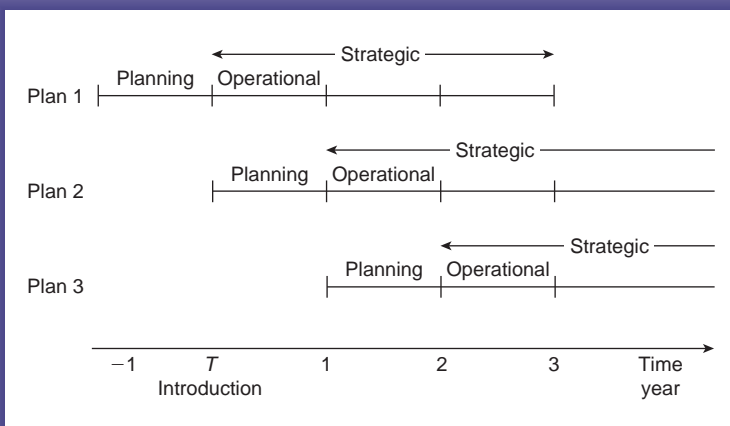 Strategic
Planning Operational
Plan 1
Strategic
Planning Operational
Plan 2
Strategic
Planning Operational
Plan 3
−1 T 1 2 3 Time
Introduction year